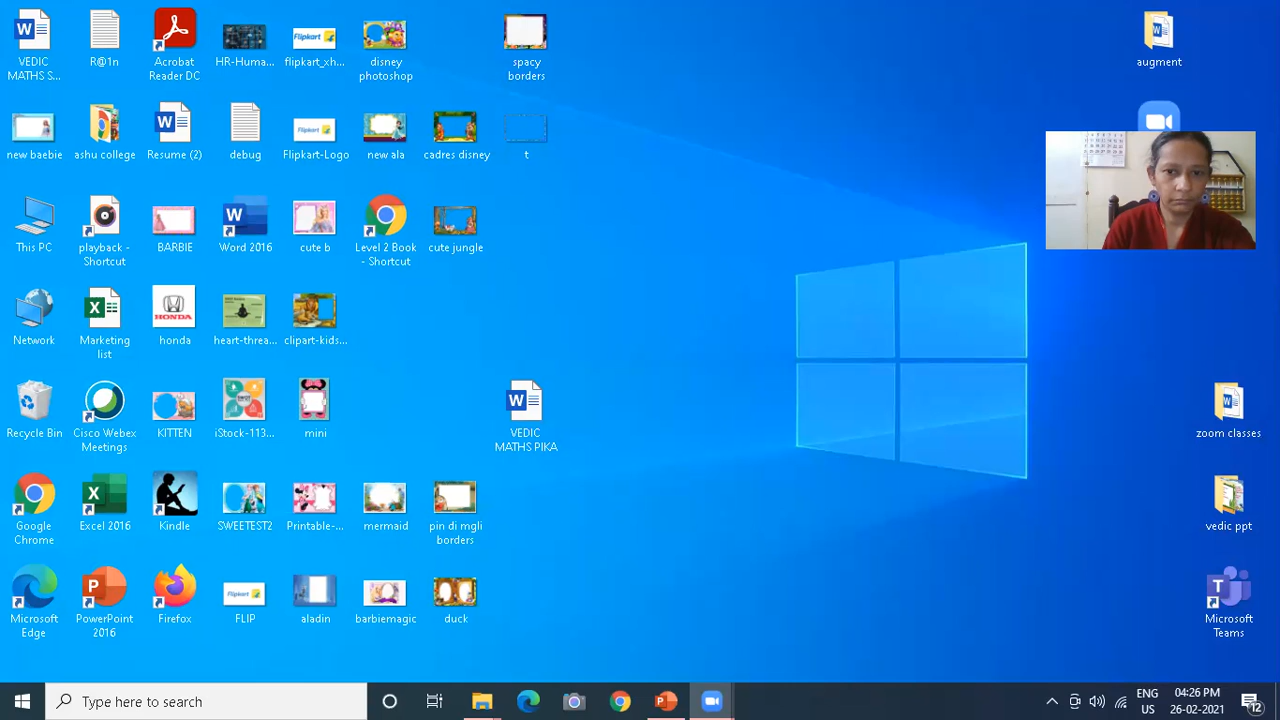 VEDIC
MATHS S...
R@1n
Acrobat
Reader DC
HR-Huma...
Flipkart
flipkart_xh...
disney
photoshop
spacy
borders
augment
new baebie
ashu college
Resume (2)
debug
Flipkart
Flipkart-Logo
new ala
cadres disney
t
This PC
playback -
Shortcut
BARBIE
Word 2016
cute b
Level 2 Book
- Shortcut
cute jungle
Network
Marketing
list
HONDA
honda
heart-threa...
clipart-kids...
Recycle Bin
Cisco Webex
Meetings
KITTEN
iStock-113...
mini
VEDIC
MATHS PIKA
zoom classes
Google
Chrome
Excel 2016
Kindle
SWEETEST2
Printable-...
mermaid
pin di mgli
borders
vedic ppt
Microsoft
Edge
PowerPoint
2016
Firefox
Flipkart
FLIP
aladin
barbiemagic
duck
Microsoft
Teams
Type here to search
ENG
US
04:26 PM
26-02-2021
12